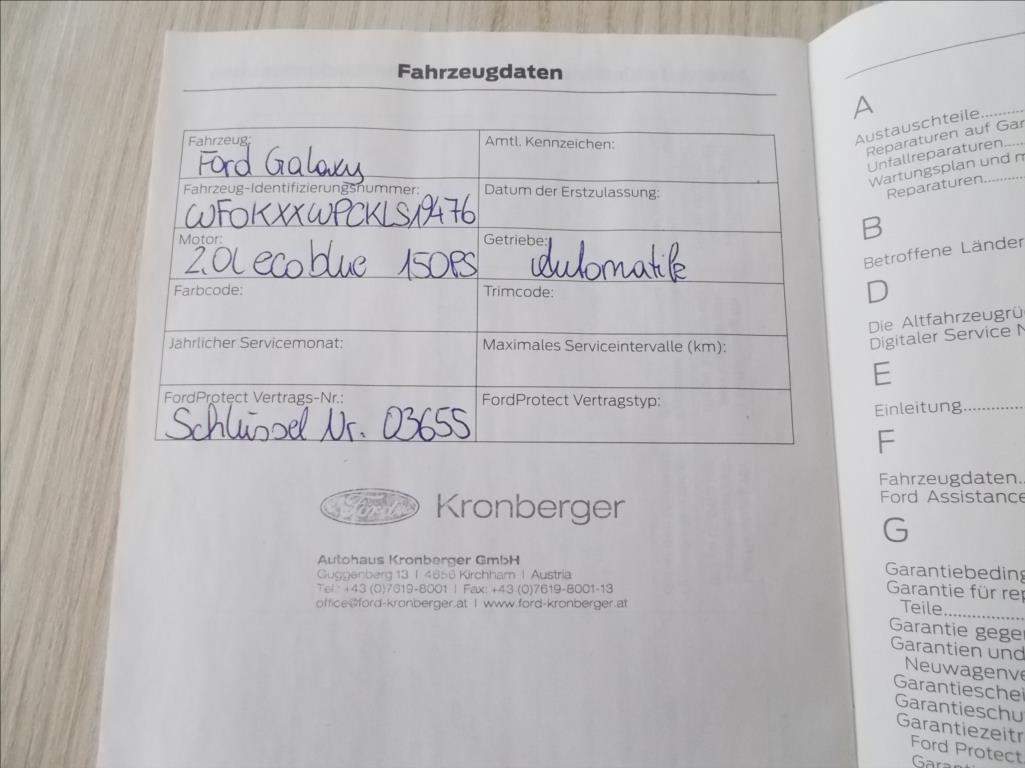 Fahrzeugdaten
Fahrzeug:
Ford Galaxy
Amtl. Kennzeichen:
Fahrzeug-Identifizierungsnummer:
WF0KXXWPCKLS19476
Datum der Erstzulassung:
Motor:
2.0L ecoblue 150PS
Getriebe:
Automatik
Farbcode:
Trimcode:
Jährlicher Servicemonat:
Maximales Serviceintervalle (km):
FordProtect Vertrags-Nr.:
Schlüssel Nr. 03655
FordProtect Vertragstyp:
Ford Kronberger
Autohaus Kronberger GmbH
Guggenberg 13 | 4656 Kirchham | Austria
Tel.: +43 (0)7619-8001 | Fax: +43 (0)7619-8001-13
office@ford-kronberger.at | www.ford-kronberger.at
A
Austauschteile
Reparaturen auf Gar
Unfallreparaturen
Wartungsplan und
Reparaturen
B
Betroffene Länder
D
Die Altfahrzeugrü
Digitaler Service
E
Einleitung
F
Fahrzeugdaten
Ford Assistance
G
Garantiebeding
Garantie für rep
Teile
Garantie gege
Garantien und
Neuwagenve
Garantieschei
Garantieschu
Garantiezeitr
Ford Protect